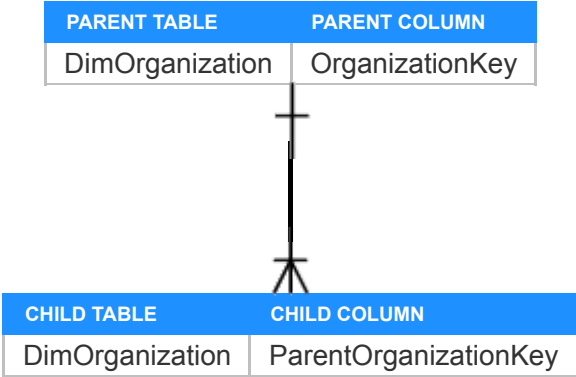 PARENT TABLE PARENT COLUMN
DimOrganization OrganizationKey
CHILD TABLE CHILD COLUMN
DimOrganization ParentOrganizationKey